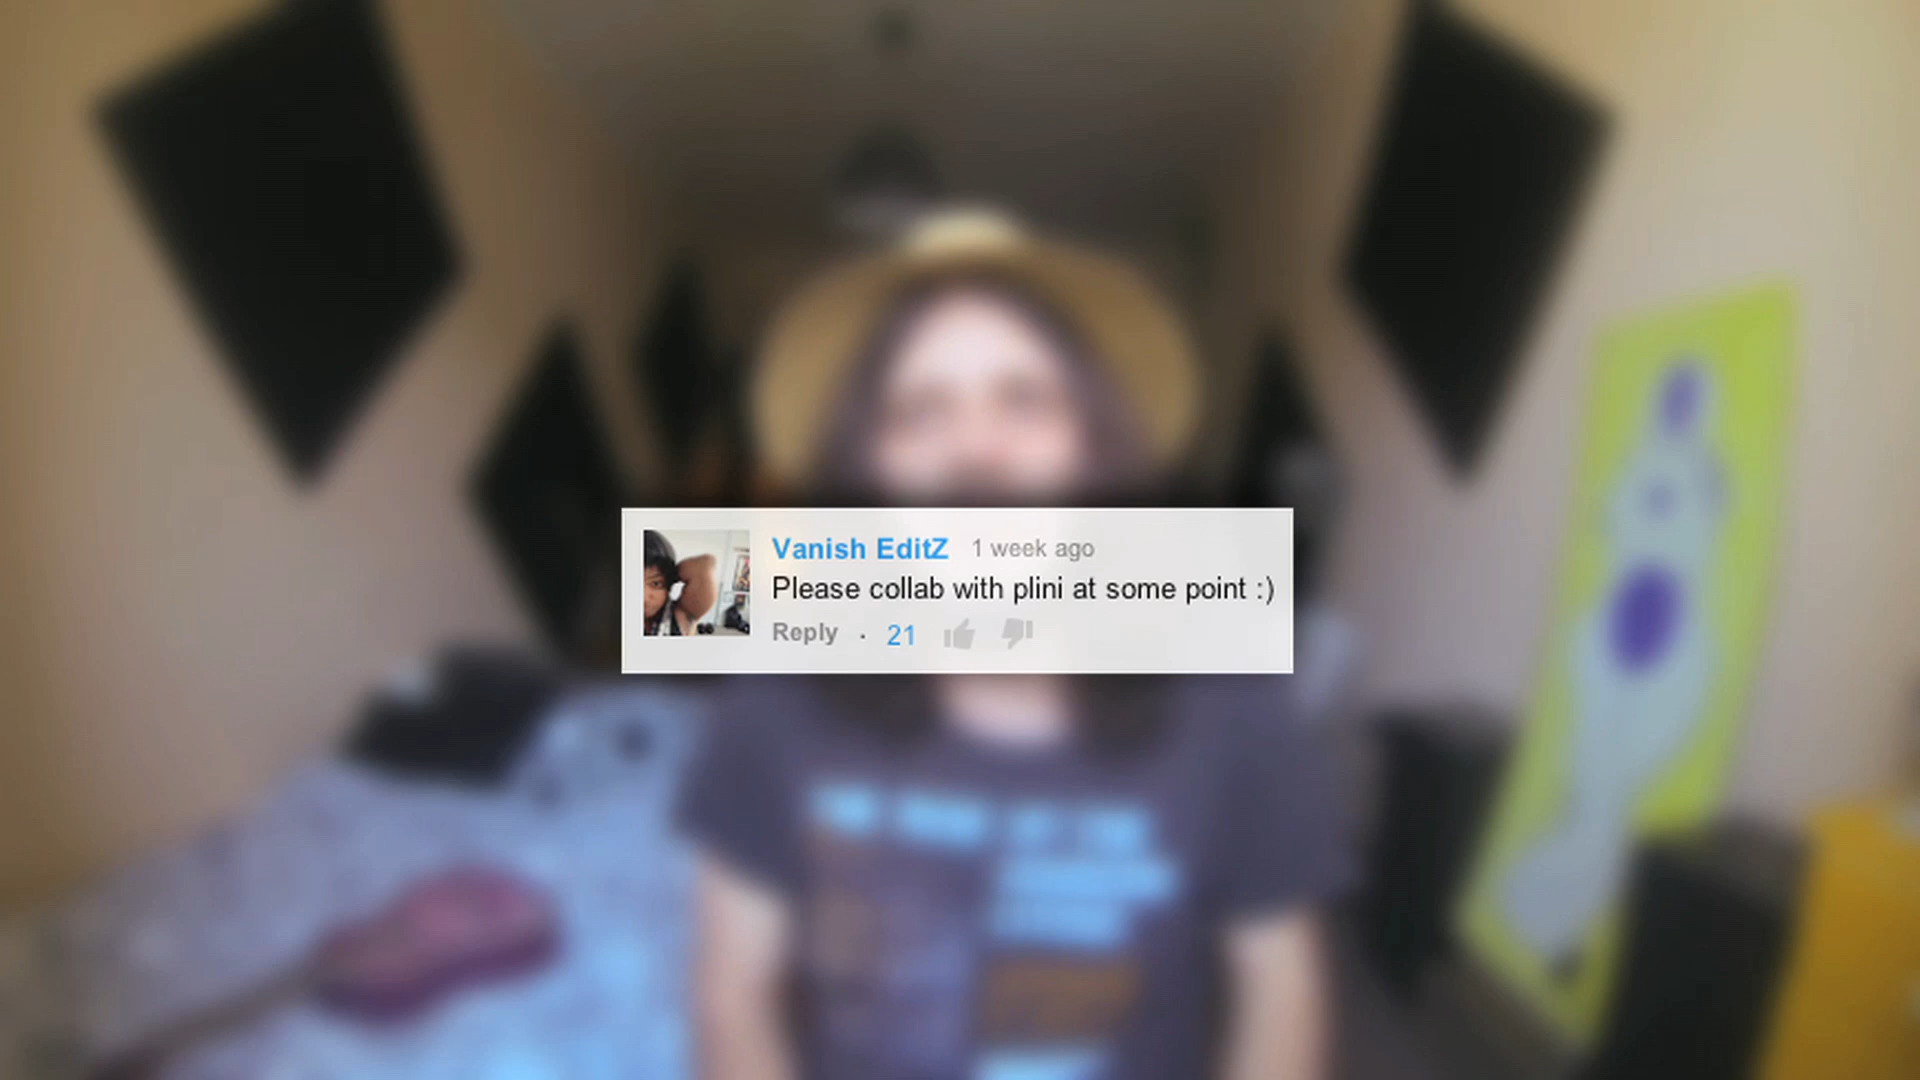 Vanish EditZ 1 week ago
Please collab with plini at some point :)
Reply · 21